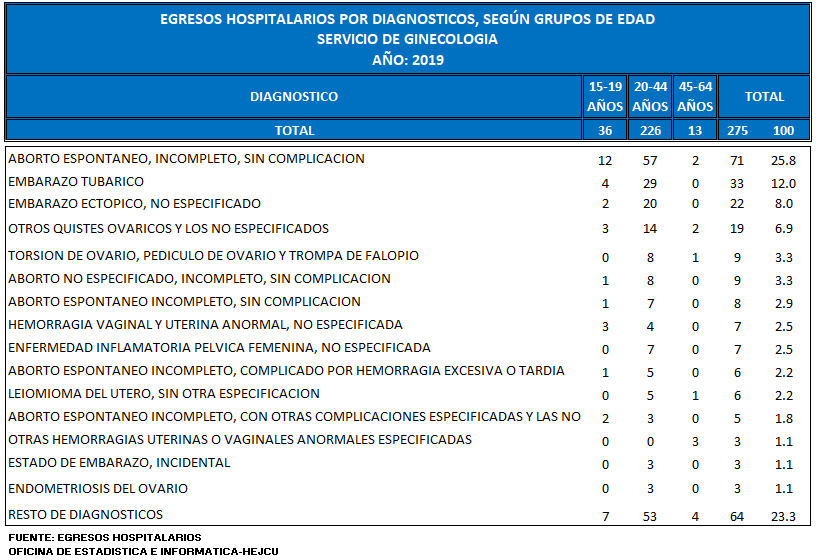 EGRESOS HOSPITALARIOS POR DIAGNOSTICOS, SEGÚN GRUPOS DE EDAD
SERVICIO DE GINECOLOGIA
AÑO: 2019
DIAGNOSTICO 15-19 AÑOS 20-44 AÑOS 45-64 AÑOS TOTAL
TOTAL 36 226 13 275 100
ABORTO ESPONTANEO, INCOMPLETO, SIN COMPLICACION 12 57 2 71 25.8
EMBARAZO TUBARICO 4 29 0 33 12.0
EMBARAZO ECTOPICO, NO ESPECIFICADO 2 20 0 22 8.0
OTROS QUISTES OVARICOS Y LOS NO ESPECIFICADOS 3 14 2 19 6.9
TORSION DE OVARIO, PEDICULO DE OVARIO Y TROMPA DE FALOPIO 0 8 1 9 3.3
ABORTO NO ESPECIFICADO, INCOMPLETO, SIN COMPLICACION 1 8 0 9 3.3
ABORTO ESPONTANEO INCOMPLETO, SIN COMPLICACION 1 7 0 8 2.9
HEMORRAGIA VAGINAL Y UTERINA ANORMAL, NO ESPECIFICADA 3 4 0 7 2.5
ENFERMEDAD INFLAMATORIA PELVICA FEMENINA, NO ESPECIFICADA 0 7 0 7 2.5
ABORTO ESPONTANEO INCOMPLETO, COMPLICADO POR HEMORRAGIA EXCESIVA O TARDIA 1 5 0 6 2.2
LEIOMIOMA DEL UTERO, SIN OTRA ESPECIFICACION 0 5 1 6 2.2
ABORTO ESPONTANEO INCOMPLETO, CON OTRAS COMPLICACIONES ESPECIFICADAS Y LAS NO 2 3 0 5 1.8
OTRAS HEMORRAGIAS UTERINAS O VAGINALES ANORMALES ESPECIFICADAS 0 0 3 3 1.1
ESTADO DE EMBARAZO, INCIDENTAL 0 3 0 3 1.1
ENDOMETRIOSIS DEL OVARIO 0 3 0 3 1.1
RESTO DE DIAGNOSTICOS 7 53 4 64 23.3
FUENTE: EGRESOS HOSPITALARIOS
OFICINA DE ESTADISTICA E INFORMATICA-HEJCU